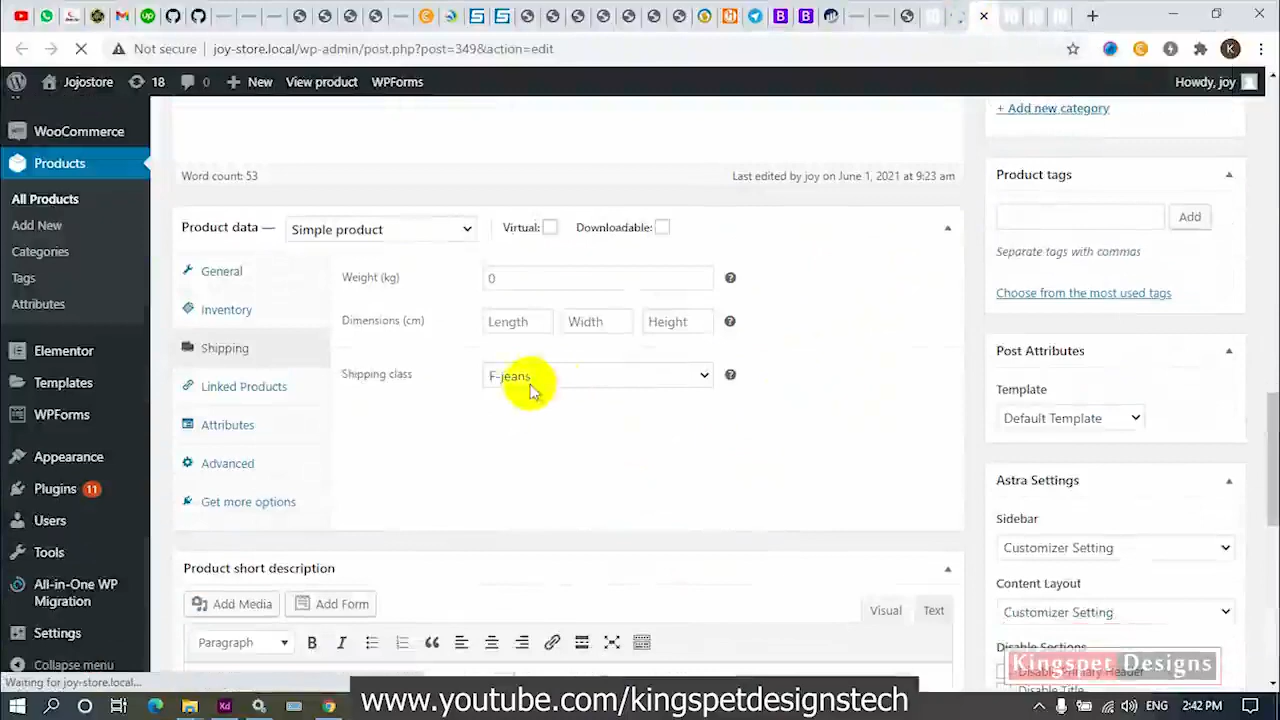 Not secure
joy-store.local/wp-admin/post.php?post=349&action=edit
K
Jojostore
18
0
New
View product
WPForms
Howdy, joy
WooCommerce
Products
All Products
Add New
Categories
Tags
Attributes
Elementor
Templates
WPForms
Appearance
Plugins 11
Users
Tools
All-in-One WP
Migration
Settings
Collapse menu
Waiting for joy-store.local...
Word count: 53
Last edited by joy on June 1, 2021 at 9:23 am
Product data —
Simple product
Virtual:
Downloadable:
General
Inventory
Shipping
Linked Products
Attributes
Advanced
Get more options
Weight (kg)
0
Dimensions (cm)
Length
Width
Height
Shipping class
F-jeans
Product short description
Add Media
Add Form
Visual
Text
Paragraph
B
I
+ Add new category
Product tags
Add
Separate tags with commas
Choose from the most used tags
Post Attributes
Template
Default Template
Astra Settings
Sidebar
Customizer Setting
Content Layout
Customizer Setting
Disable Sections
Disable Primary Header
Disable Title
Kingspet Designs
www.youtube.com/kingspetdesignstech
ENG
2:42 PM